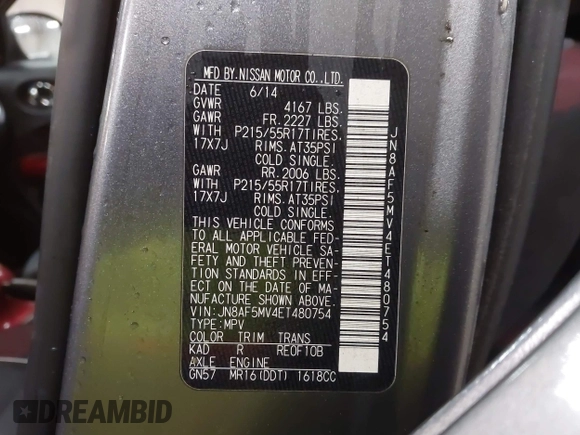 MFD BY.NISSAN MOTOR CO.,LTD.
DATE 6/14
GVWR 4167 LBS.
GAWR FR.2227 LBS.
WITH P215/55R17TIRES,
17X7J RIMS.AT35PSI
COLD SINGLE.
GAWR RR.2006 LBS.
WITH P215/55R17TIRES,
17X7J RIMS.AT35PSI
COLD SINGLE.
THIS VEHICLE CONFORMS
TO ALL APPLICABLE FED-
ERAL MOTOR VEHICLE SA-
FETY AND THEFT PREVEN-
TION STANDARDS IN EFF-
ECT ON THE DATE OF MA-
NUFACTURE SHOWN ABOVE.
VIN:JN8AF5MV4ET480754
TYPE:MPV
COLOR TRIM TRANS
KAD R RE0F10B
AXLE ENGINE
GN57 MR16(DDT) 1618CC
JN8AF5MV4ET480754
DREAMBID